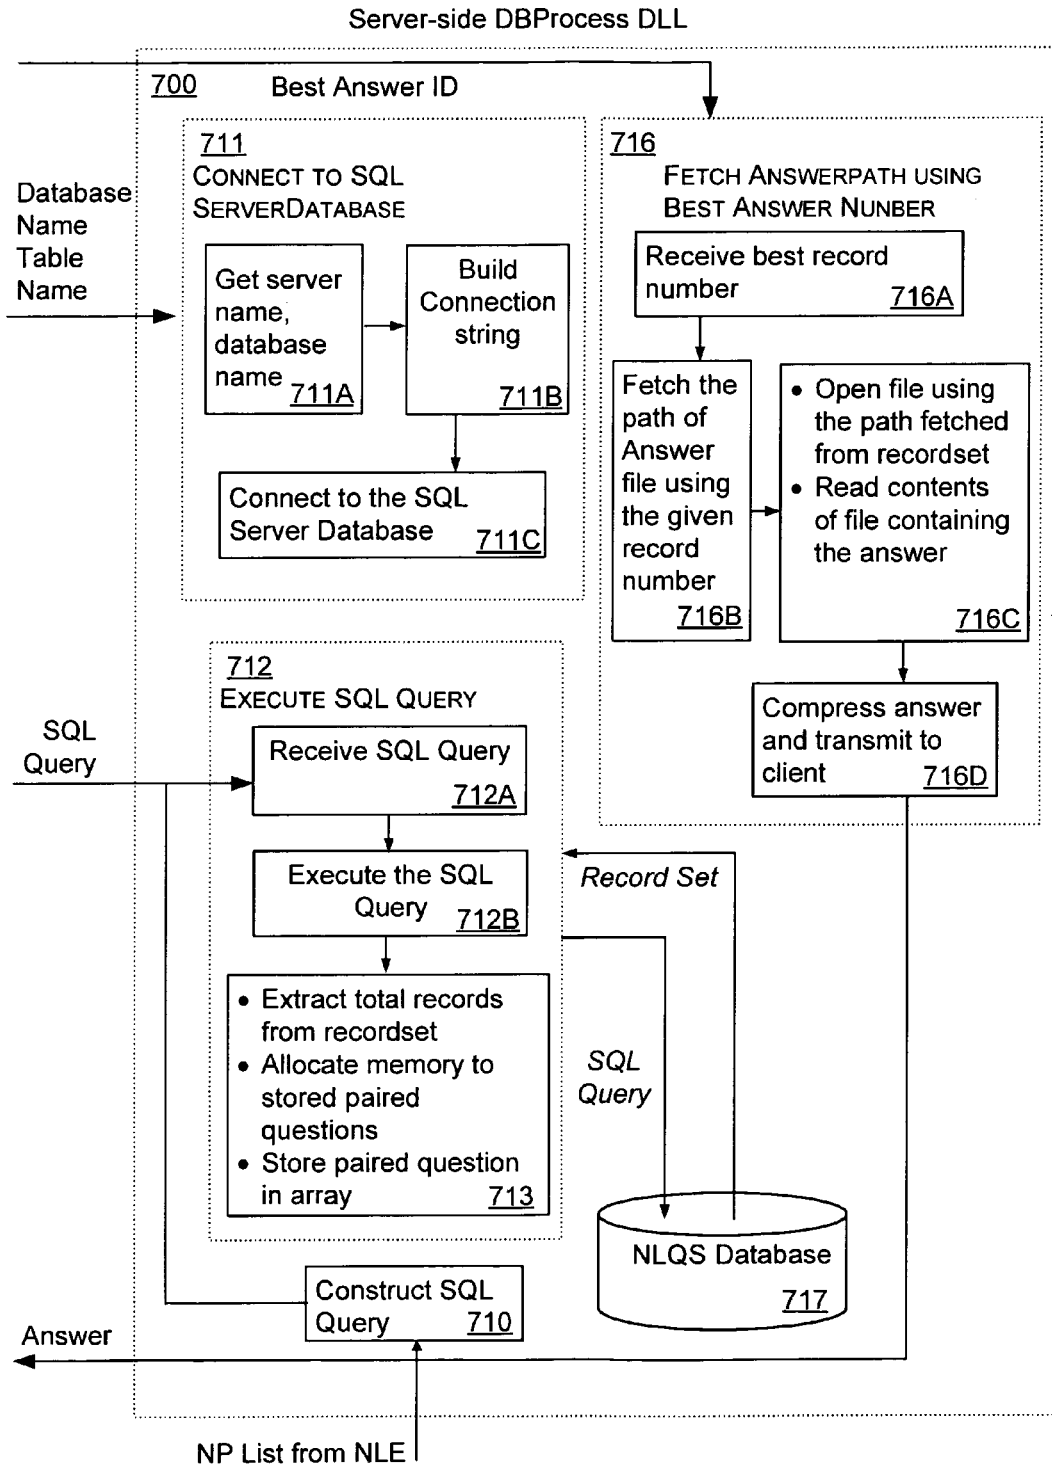 Server-side DBProcess DLL
700
Best Answer ID
Database
Name
Table
Name
711
CONNECT TO SQL
SERVERDATABASE
Get server
name,
database
name
711A
Build
Connection
string
711B
Connect to the SQL
Server Database
711C
716
FETCH ANSWERPATH USING
BEST ANSWER NUNBER
Receive best record
number
716A
Fetch the
path of
Answer
file using
the given
record
number
716B
• Open file using
the path fetched
from recordset
• Read contents
of file containing
the answer
716C
Compress answer
and transmit to
client
716D
SQL
Query
712
EXECUTE SQL QUERY
Receive SQL Query
712A
Execute the SQL
Query
712B
• Extract total records
from recordset
• Allocate memory to
stored paired
questions
• Store paired question
in array
713
Record Set
SQL
Query
NLQS Database
717
Construct SQL
Query
710
Answer
NP List from NLE